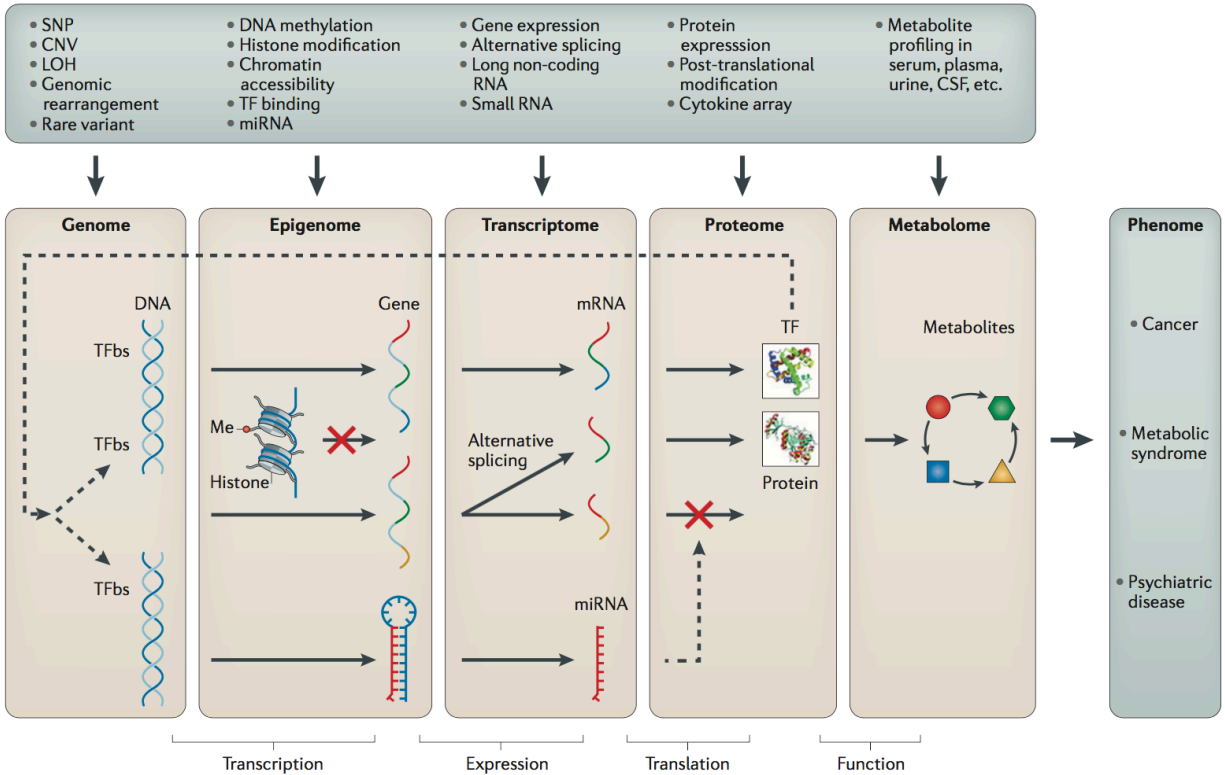 • SNP
• CNV
• LOH
• Genomic
rearrangement
• Rare variant
• DNA methylation
• Histone modification
• Chromatin
accessibility
• TF binding
• miRNA
• Gene expression
• Alternative splicing
• Long non-coding
RNA
• Small RNA
• Protein
expresssion
• Post-translational
modification
• Cytokine array
• Metabolite
profiling in
serum, plasma,
urine, CSF, etc.
Genome
Epigenome
Transcriptome
Proteome
Metabolome
Phenome
DNA
TFbs
TFbs
TFbs
Gene
Me
Histone
mRNA
Alternative
splicing
miRNA
TF
Protein
Metabolites
• Cancer
• Metabolic
syndrome
• Psychiatric
disease
Transcription
Expression
Translation
Function